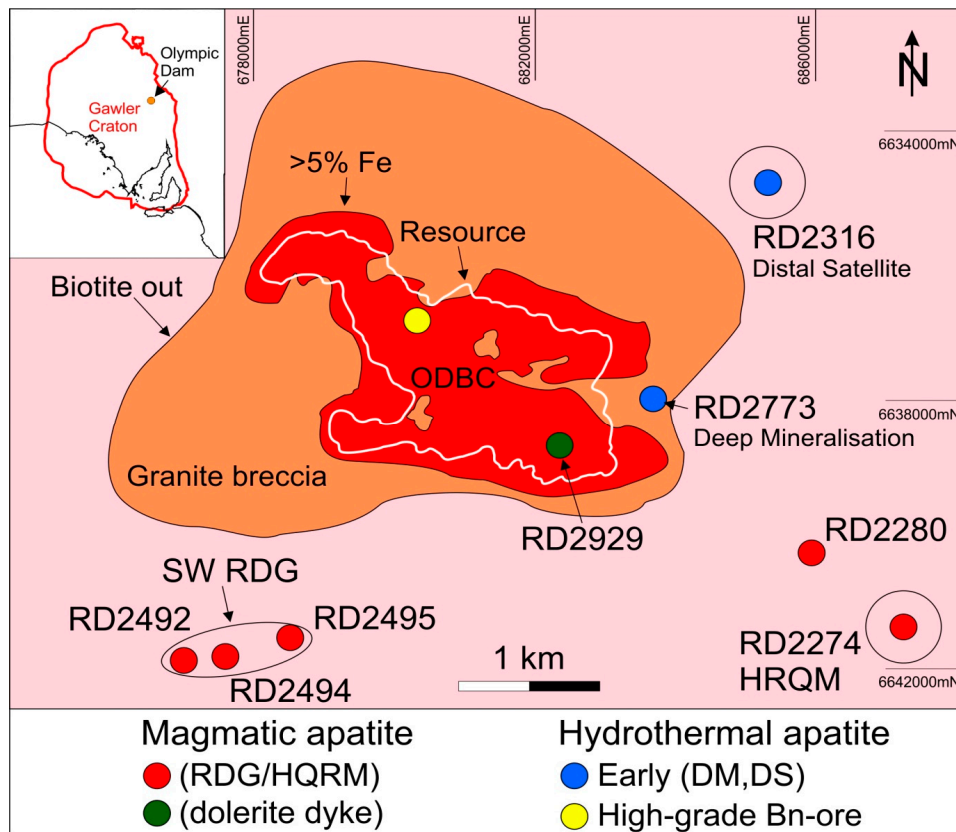 Olympic
Dam
Gawler
Craton
678000mE
682000mE
686000mE
N
6634000mN
>5% Fe
Resource
RD2316
Distal Satellite
Biotite out
ODBC
6638000mN
RD2773
Deep Mineralisation
Granite breccia
RD2929
RD2280
SW RDG
RD2492
RD2495
RD2494
1 km
RD2274
HRQM
6642000mN
Magmatic apatite
(RDG/HQRM)
(dolerite dyke)
Hydrothermal apatite
Early (DM,DS)
High-grade Bn-ore